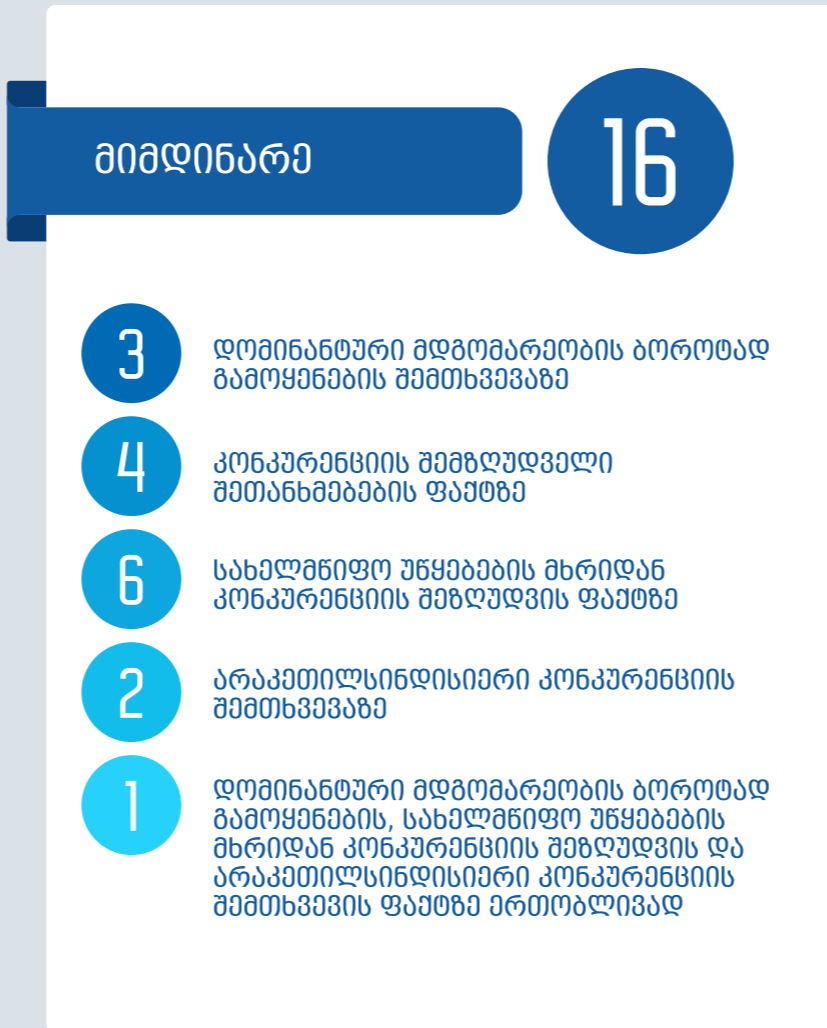 მიმდინარე
16
3
დომინანტური მდგომარეობის ბოროტად
გამოყენების შემთხვევაზე
4
კონკურენციის შემზღუდველი
შეთანხმებების ფაქტზე
6
სახელმწიფო უწყებების მხრიდან
კონკურენციის შეზღუდვის ფაქტზე
2
არაკეთილსინდისიერი კონკურენციის
შემთხვევაზე
1
დომინანტური მდგომარეობის ბოროტად
გამოყენების, სახელმწიფო უწყებების
მხრიდან კონკურენციის შეზღუდვის და
არაკეთილსინდისიერი კონკურენციის
შემთხვევის ფაქტზე ერთობლივად